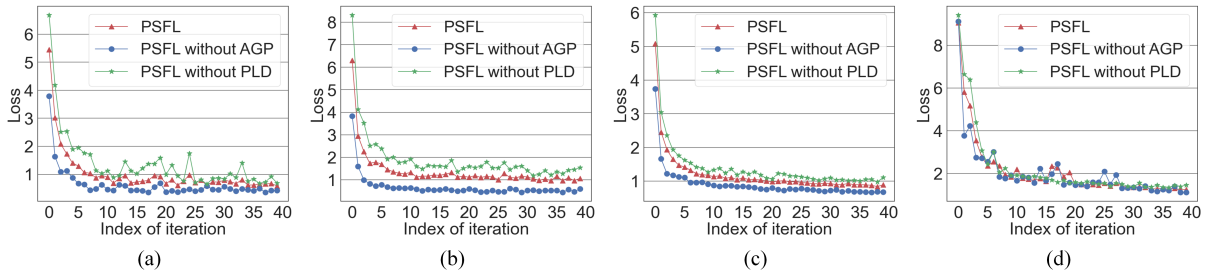 PSFL
PSFL without AGP
PSFL without PLD
Loss
6
5
4
3
2
1
0 5 10 15 20 25 30 35 40
Index of iteration
(a)
PSFL
PSFL without AGP
PSFL without PLD
Loss
8
7
6
5
4
3
2
1
0 5 10 15 20 25 30 35 40
Index of iteration
(b)
PSFL
PSFL without AGP
PSFL without PLD
Loss
6
5
4
3
2
1
0 5 10 15 20 25 30 35 40
Index of iteration
(c)
PSFL
PSFL without AGP
PSFL without PLD
Loss
8
6
4
2
0 5 10 15 20 25 30 35 40
Index of iteration
(d)